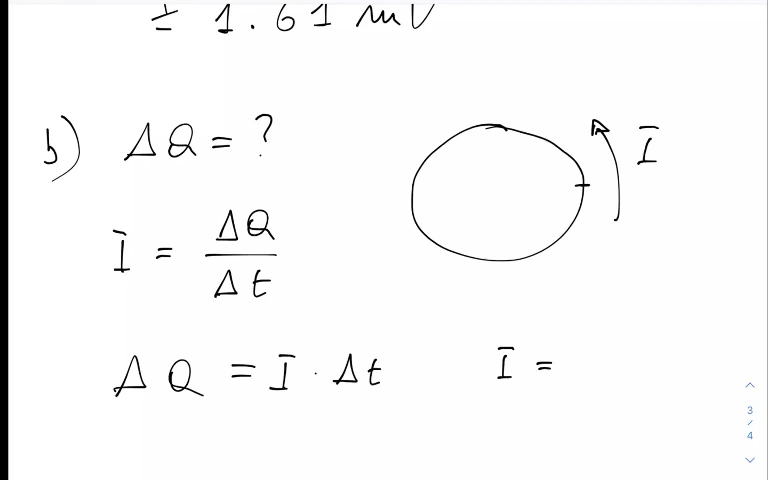 ± 1.61 mV
b) ΔQ = ?
I
I = ΔQ / Δt
ΔQ = I · Δt
I =
3 / 4